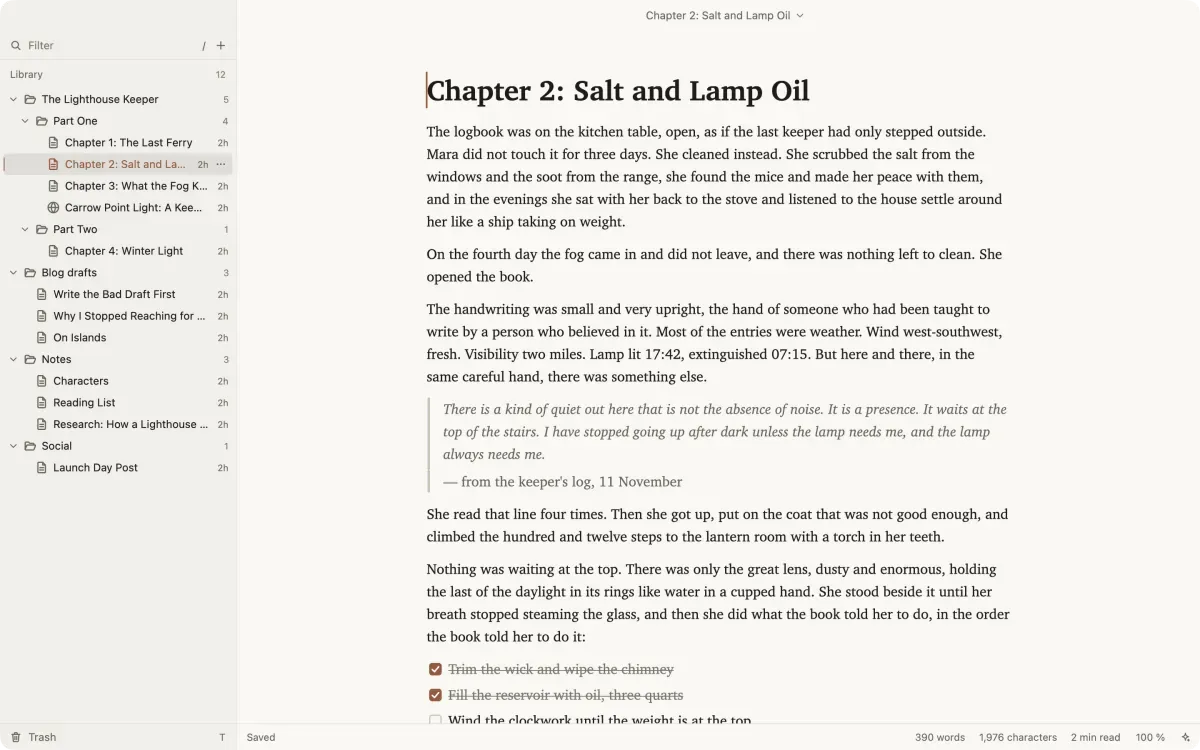 Chapter 2: Salt and Lamp Oil
Filter / +
Library 12
The Lighthouse Keeper 5
Part One 4
Chapter 1: The Last Ferry 2h
Chapter 2: Salt and La... 2h ...
Chapter 3: What the Fog K... 2h
Carrow Point Light: A Kee... 2h
Part Two 1
Chapter 4: Winter Light 2h
Blog drafts 3
Write the Bad Draft First 2h
Why I Stopped Reaching for ... 2h
On Islands 2h
Notes 3
Characters 2h
Reading List 2h
Research: How a Lighthouse ... 2h
Social 1
Launch Day Post 2h
Trash T
Chapter 2: Salt and Lamp Oil
The logbook was on the kitchen table, open, as if the last keeper had only stepped outside.
Mara did not touch it for three days. She cleaned instead. She scrubbed the salt from the
windows and the soot from the range, she found the mice and made her peace with them,
and in the evenings she sat with her back to the stove and listened to the house settle around
her like a ship taking on weight.
On the fourth day the fog came in and did not leave, and there was nothing left to clean. She
opened the book.
The handwriting was small and very upright, the hand of someone who had been taught to
write by a person who believed in it. Most of the entries were weather. Wind west-southwest,
fresh. Visibility two miles. Lamp lit 17:42, extinguished 07:15. But here and there, in the
same careful hand, there was something else.
There is a kind of quiet out here that is not the absence of noise. It is a presence. It waits at the
top of the stairs. I have stopped going up after dark unless the lamp needs me, and the lamp
always needs me.
— from the keeper's log, 11 November
She read that line four times. Then she got up, put on the coat that was not good enough, and
climbed the hundred and twelve steps to the lantern room with a torch in her teeth.
Nothing was waiting at the top. There was only the great lens, dusty and enormous, holding
the last of the daylight in its rings like water in a cupped hand. She stood beside it until her
breath stopped steaming the glass, and then she did what the book told her to do, in the order
the book told her to do it:
Trim the wick and wipe the chimney
Fill the reservoir with oil, three quarts
Wind the clockwork until the weight is at the top
Saved
390 words 1,976 characters 2 min read 100 %